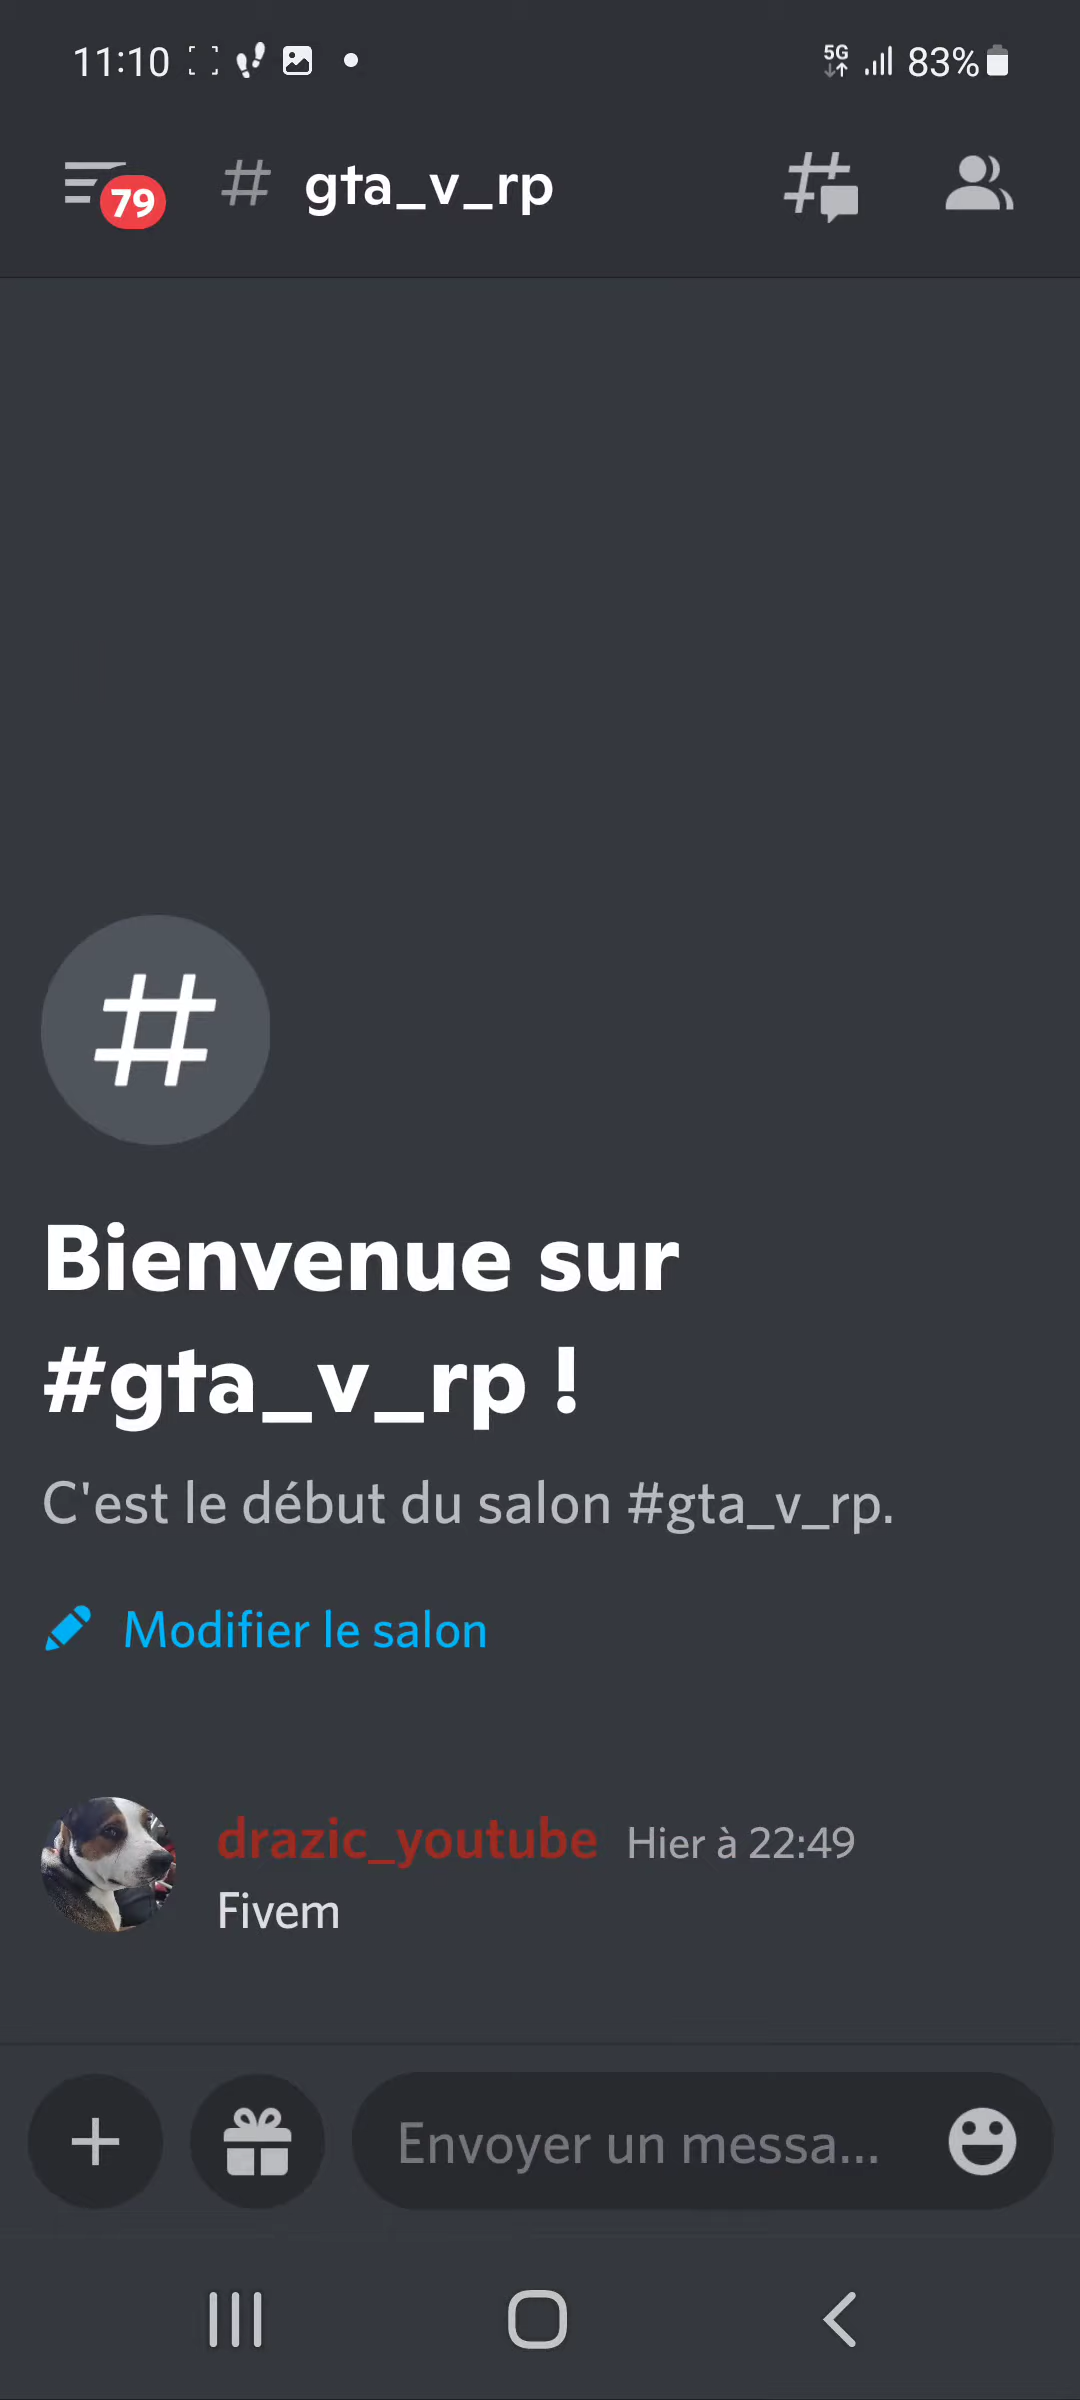 11:10
5G
83%
79
# gta_v_rp
#
Bienvenue sur
#gta_v_rp !
C'est le début du salon #gta_v_rp.
Modifier le salon
drazic_youtube Hier à 22:49
Fivem
Envoyer un messa...